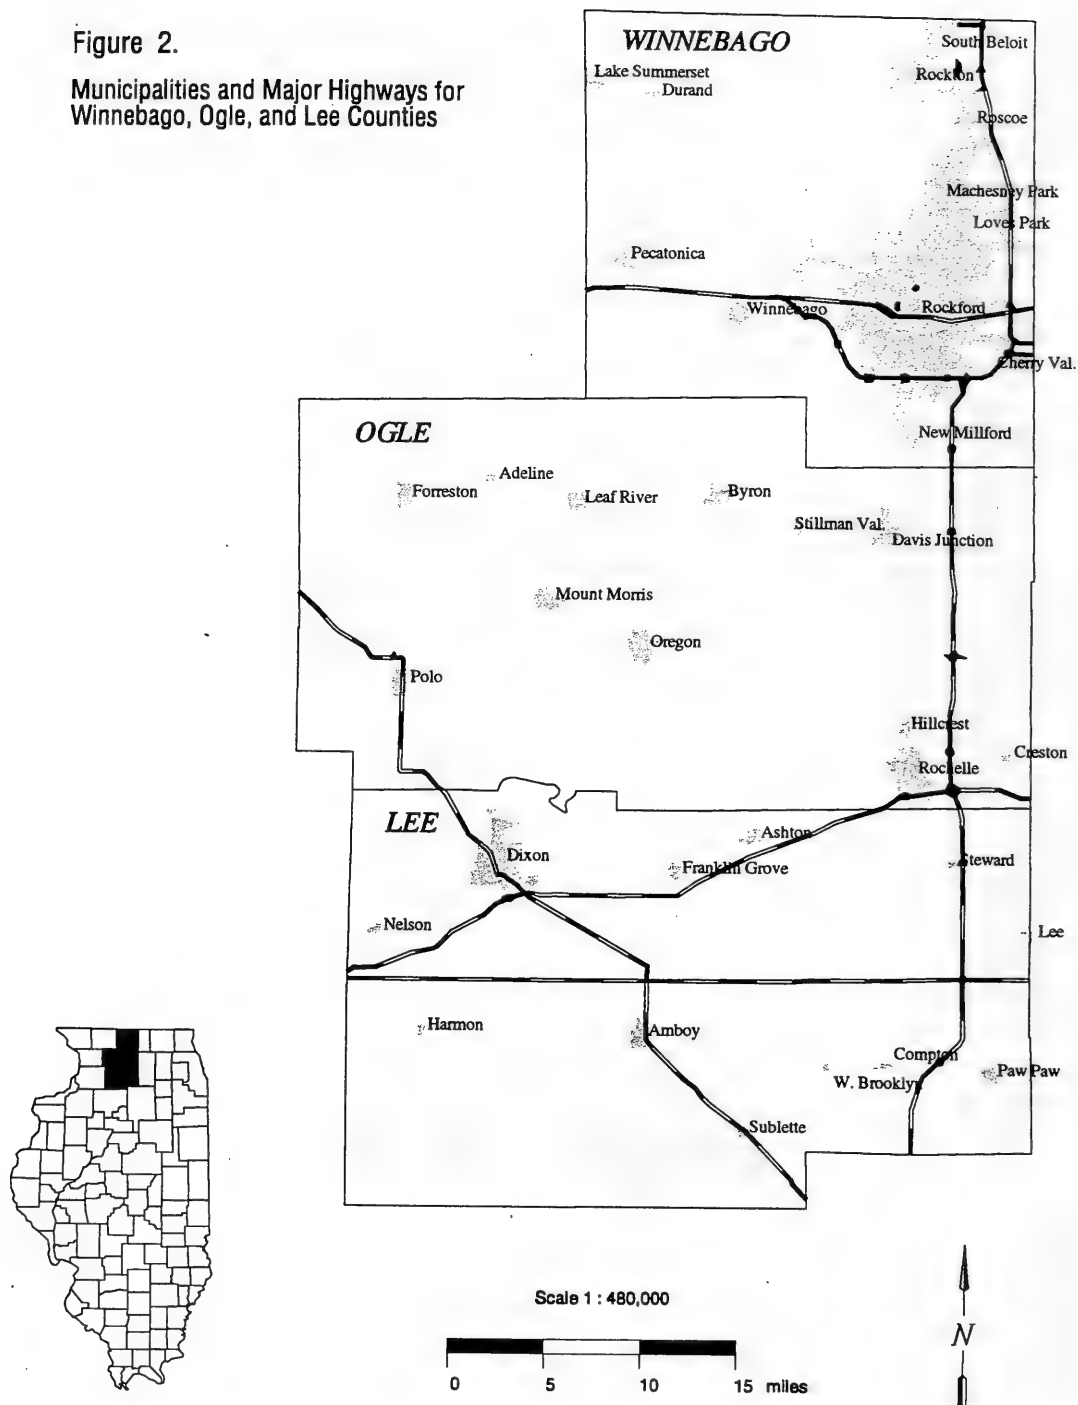 Figure 2.
Municipalities and Major Highways for
Winnebago, Ogle, and Lee Counties
WINNEBAGO
South Beloit
Lake Summerset
Rockton
Durand
Roscoe
Machesney Park
Loves Park
Pecatonica
Winnebago
Rockford
Cherry Val.
New Millford
OGLE
Adeline
Forreston
Leaf River
Byron
Stillman Val.
Davis Junction
Mount Morris
Oregon
Polo
Hillcrest
Creston
Rochelle
LEE
Ashton
Dixon
Franklin Grove
Steward
Nelson
Lee
Harmon
Amboy
Compton
Paw Paw
W. Brooklyn
Sublette
Scale 1 : 480,000
0 5 10 15 miles
N